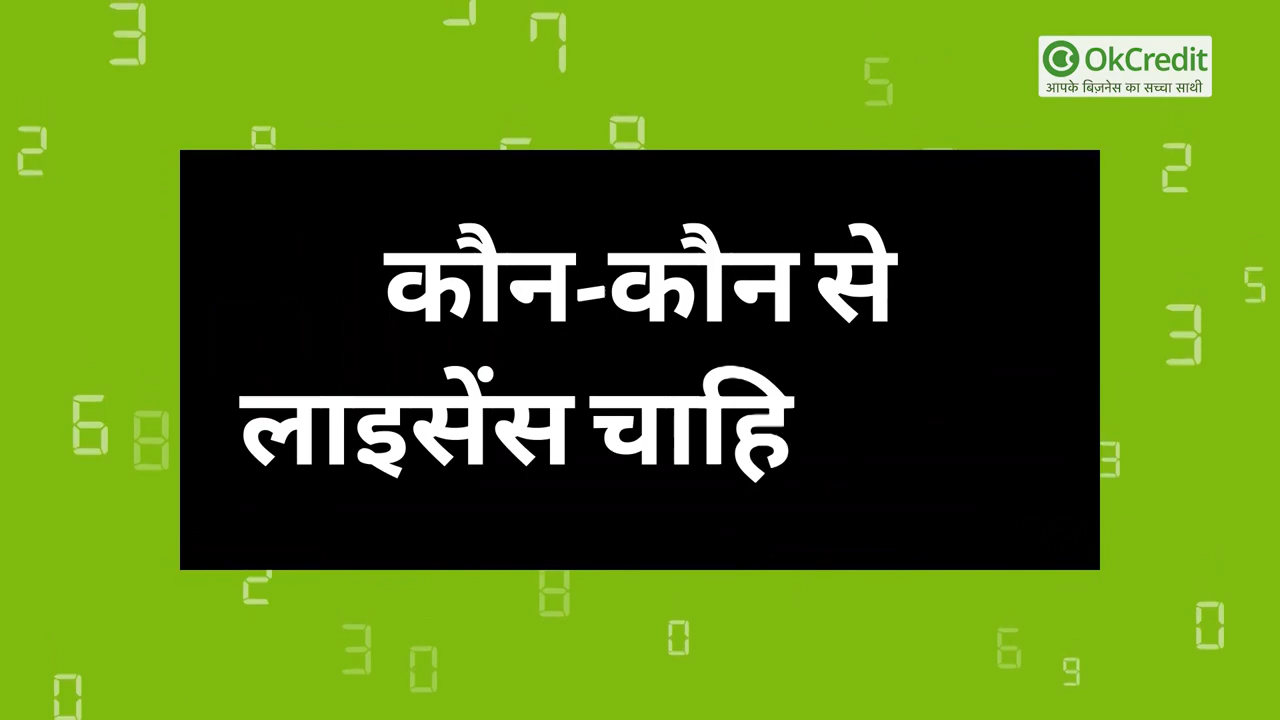 OkCredit
आपके बिज़नेस का सच्चा साथी
कौन-कौन से
लाइसेंस चाहि